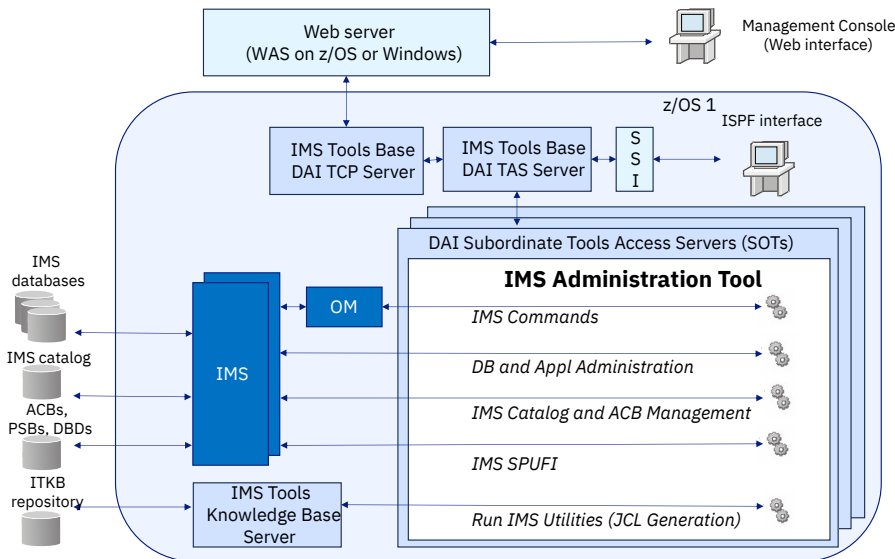 Web server
(WAS on z/OS or Windows)
Management Console
(Web interface)
z/OS 1
ISPF interface
IMS Tools Base
DAI TCP Server
IMS Tools Base
DAI TAS Server
S
S
I
DAI Subordinate Tools Access Servers (SOTs)
IMS Administration Tool
IMS
databases
OM
IMS Commands
IMS catalog
IMS
DB and Appl Administration
ACBs,
PSBs, DBDs
IMS Catalog and ACB Management
IMS SPUFI
ITKB
repository
IMS Tools
Knowledge Base
Server
Run IMS Utilities (JCL Generation)